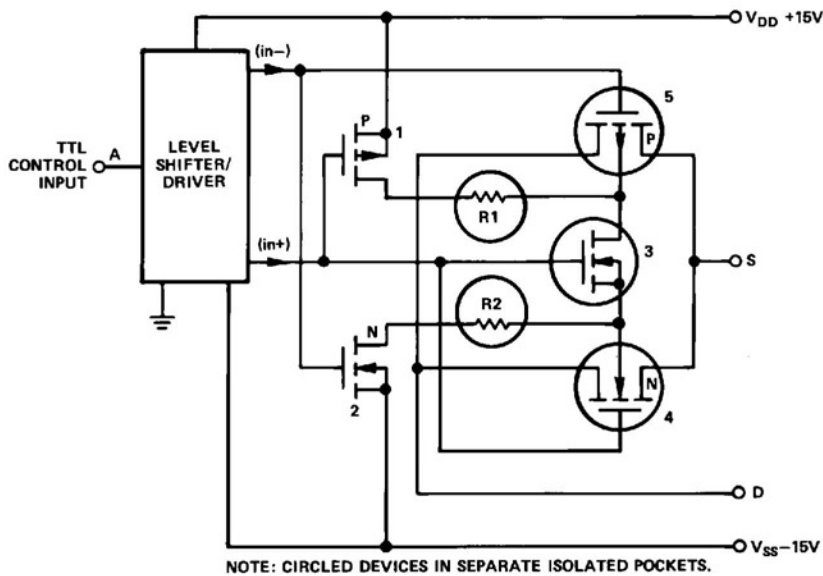 V_DD +15V
(in−)
5
P
1
P
LEVEL
SHIFTER/
DRIVER
TTL
CONTROL
INPUT
A
R1
(in+)
3
S
R2
N
N
2
4
D
V_SS−15V
NOTE: CIRCLED DEVICES IN SEPARATE ISOLATED POCKETS.